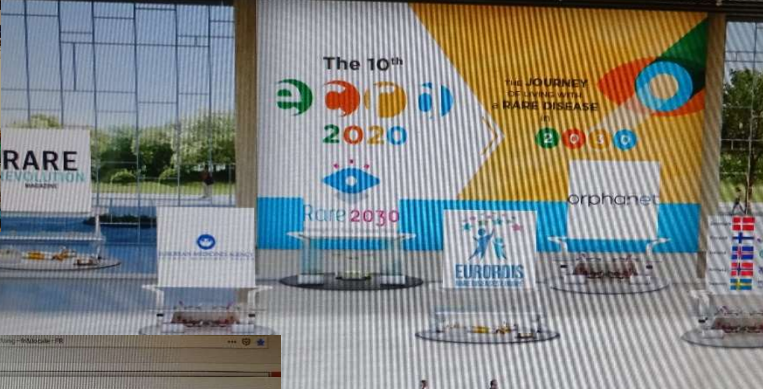 The 10th
ecrd
2020
THE JOURNEY
OF LIVING WITH
a RARE DISEASE
in
2030
RARE
REVOLUTION
MAGAZINE
Rare 2030
orphanet
EUROPEAN MEDICINES AGENCY
EURORDIS
RARE DISEASES EUROPE